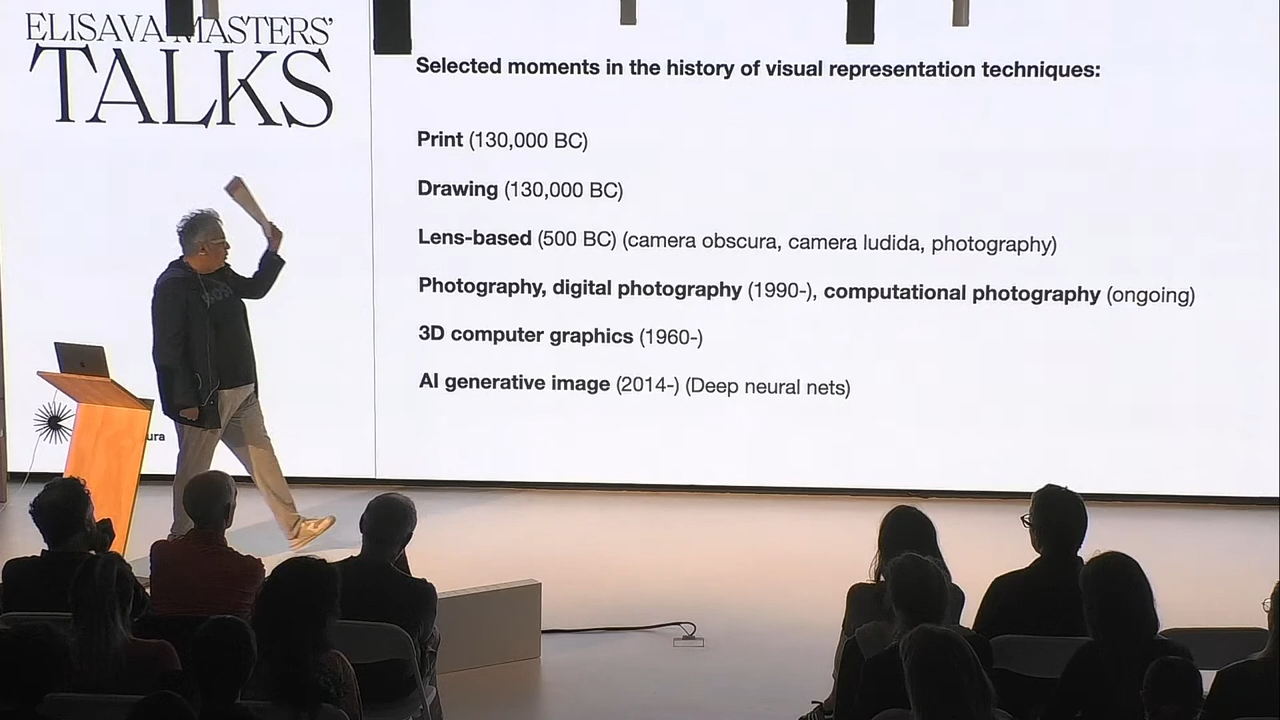 ELISAVA MASTERS'
TALKS
Selected moments in the history of visual representation techniques:
Print (130,000 BC)
Drawing (130,000 BC)
Lens-based (500 BC) (camera obscura, camera ludida, photography)
Photography, digital photography (1990-), computational photography (ongoing)
3D computer graphics (1960-)
AI generative image (2014-) (Deep neural nets)
ura